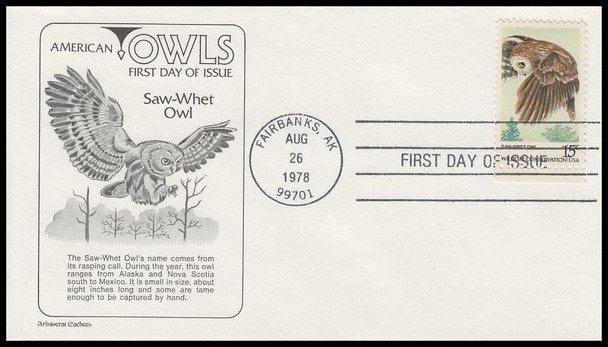 AMERICAN OWLS
FIRST DAY OF ISSUE
Saw-Whet
Owl
The Saw-Whet Owl's name comes from
its rasping call. During the year, this owl
ranges from Alaska and Nova Scotia
south to Mexico. It is small in size, about
eight inches long and some are tame
enough to be captured by hand.
Aristocrat Cachets
FAIRBANKS, AK
AUG
26
1978
99701
FIRST DAY OF ISSUE
SAW-WHET OWL
15c
WILDLIFE CONSERVATION·USA